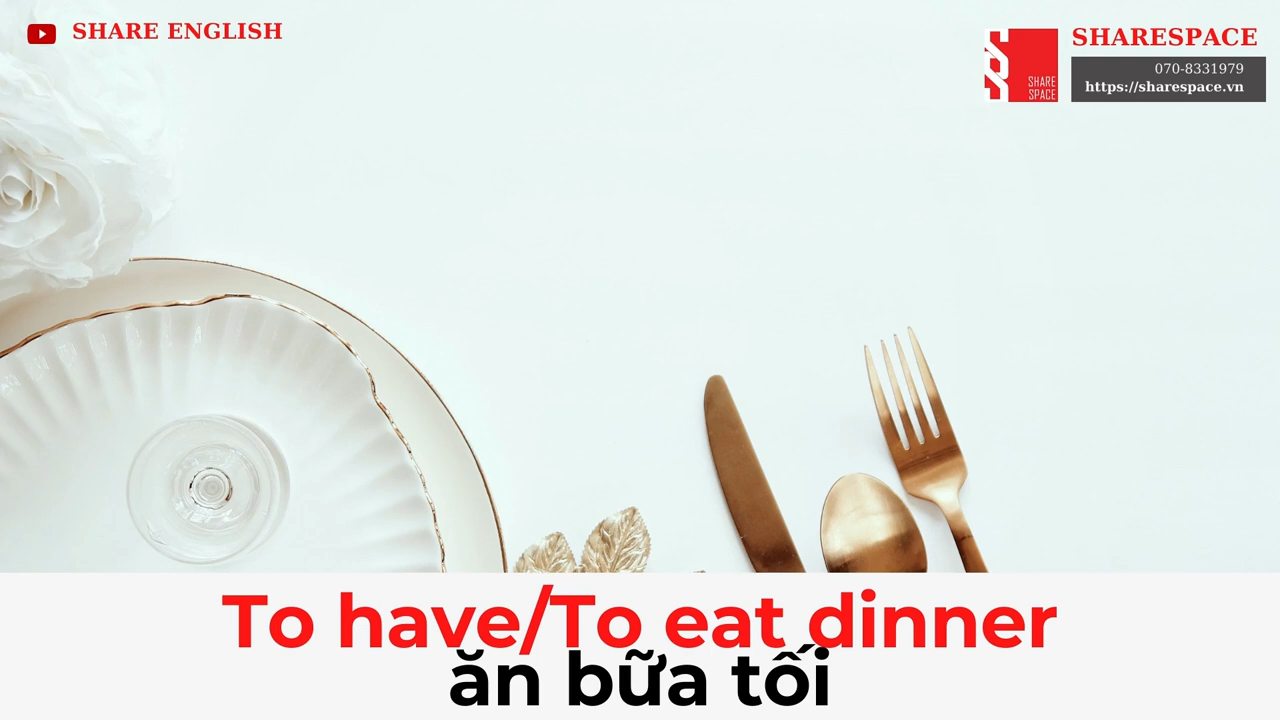 SHARE ENGLISH
SHARESPACE
070-8331979
https://sharespace.vn
SHARE
SPACE
To have/To eat dinner
ăn bữa tối